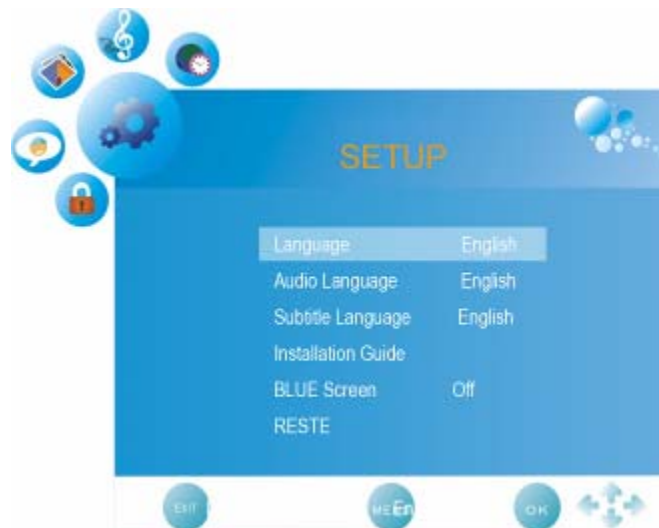 SETUP
Language English
Audio Language English
Subtitle Language English
Installation Guide
BLUE Screen Off
RESTE
EXIT OK